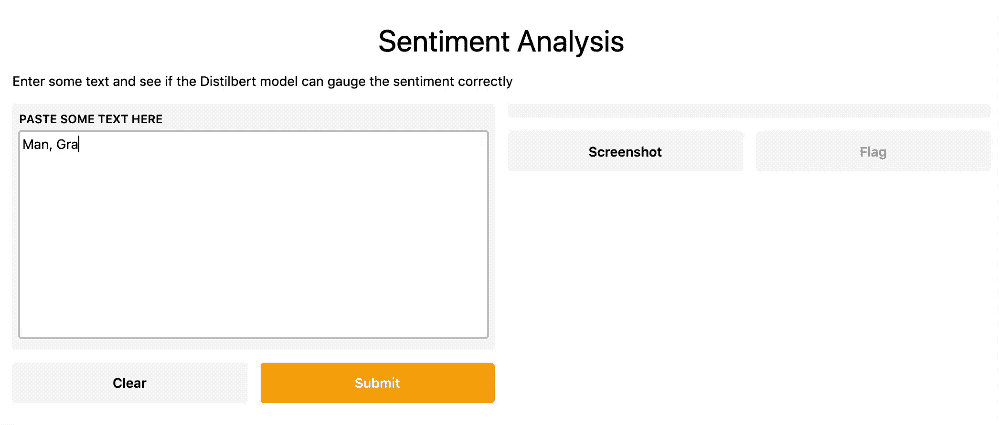 Sentiment Analysis
Enter some text and see if the Distilbert model can gauge the sentiment correctly
PASTE SOME TEXT HERE
Man, Gra
Screenshot
Flag
Clear
Submit